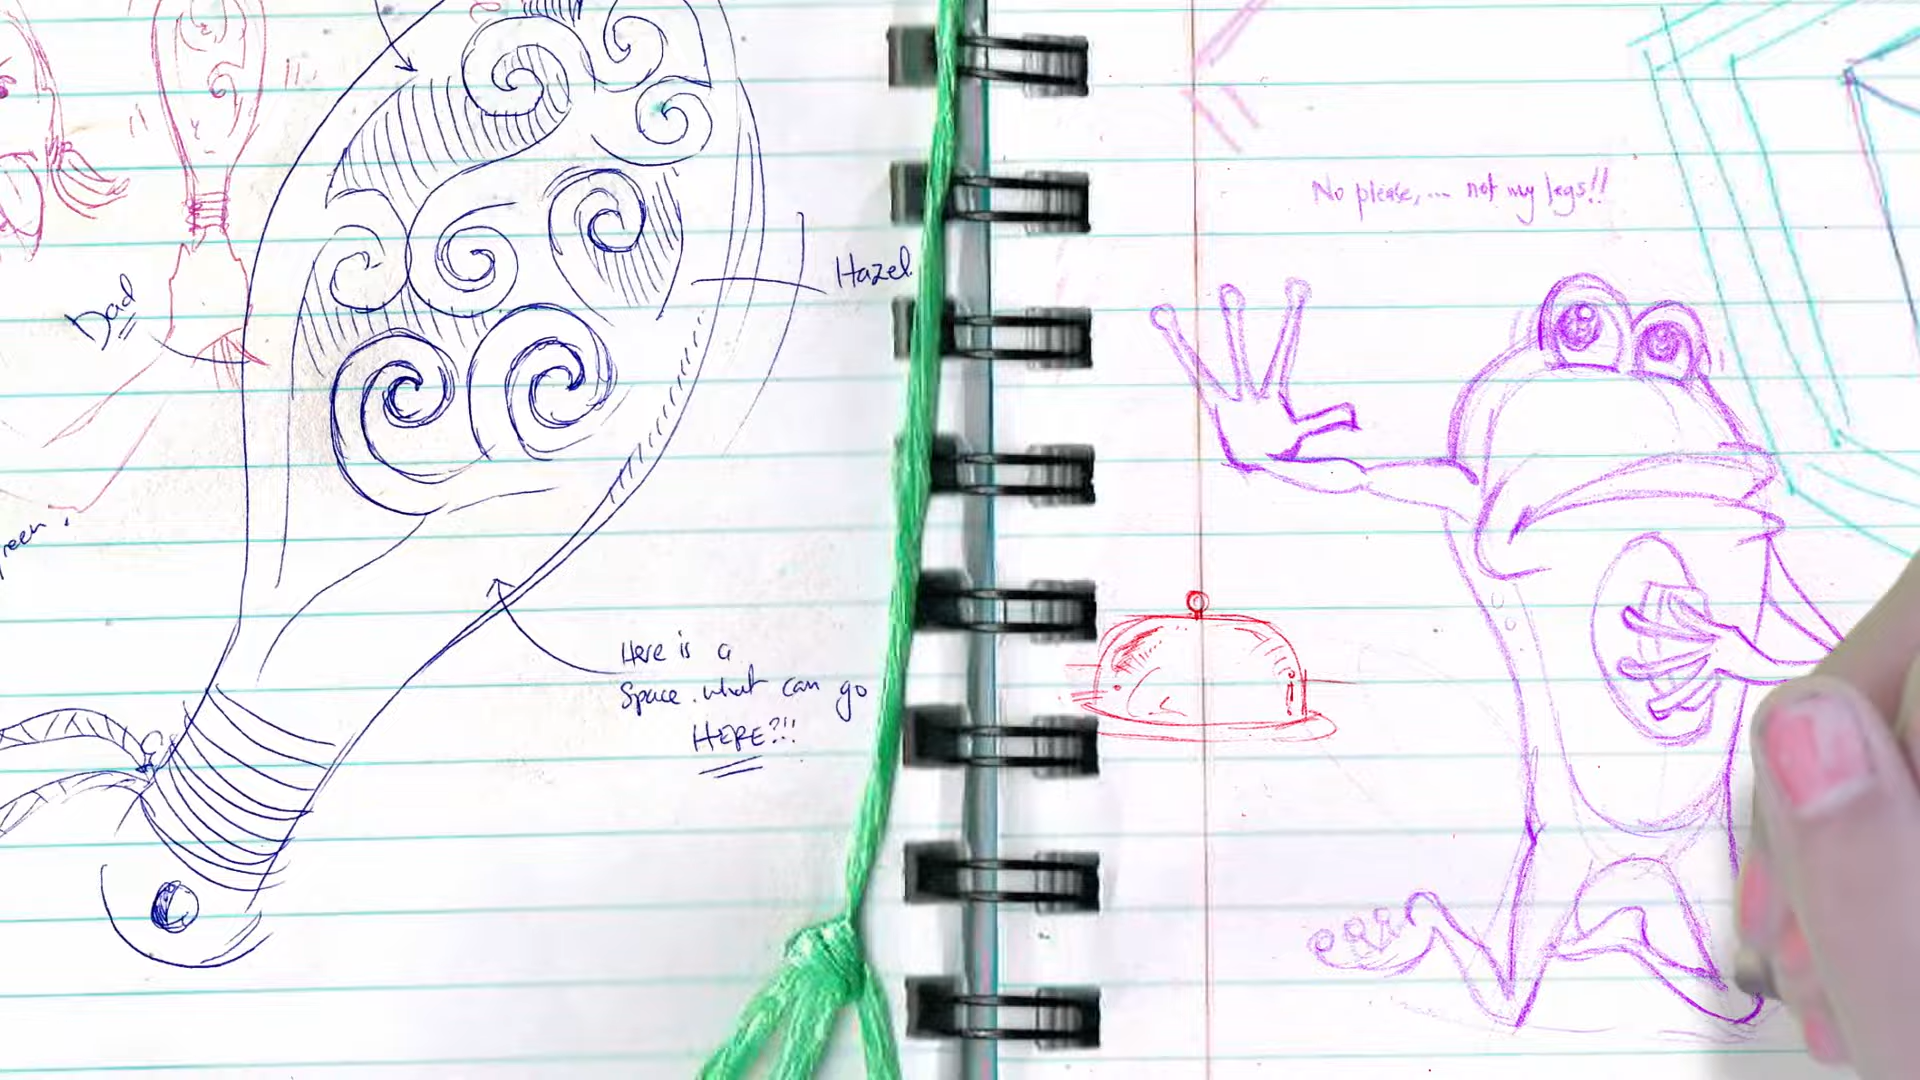 Dad
Hazel
Here is a
Space. what can go
HERE?!!
No please,... not my legs!!